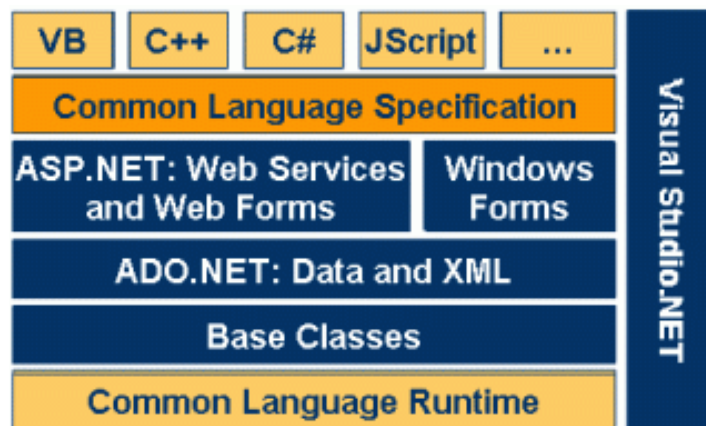 VB C++ C# JScript ...
Common Language Specification
ASP.NET: Web Services
and Web Forms
Windows
Forms
ADO.NET: Data and XML
Base Classes
Common Language Runtime
Visual Studio.NET